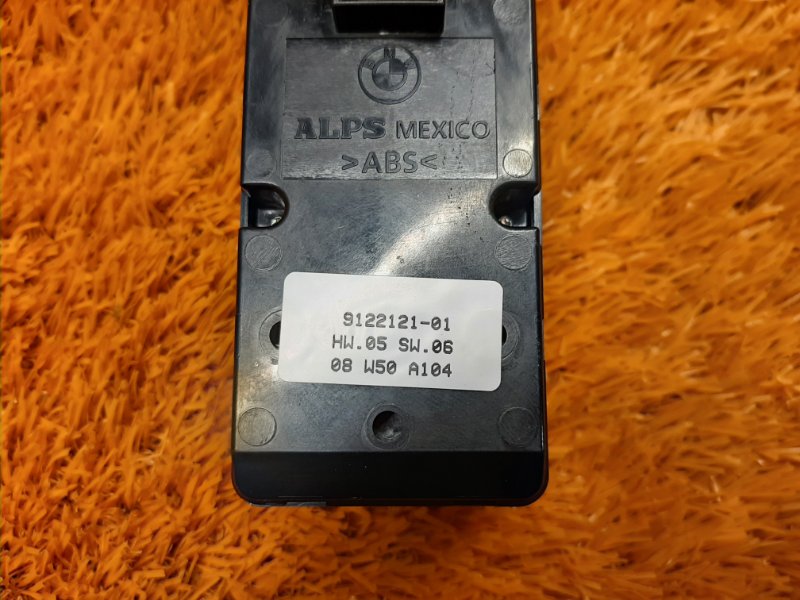 ALPS MEXICO
>ABS<
9122121-01
HW.05 SW.06
08 W50 A104